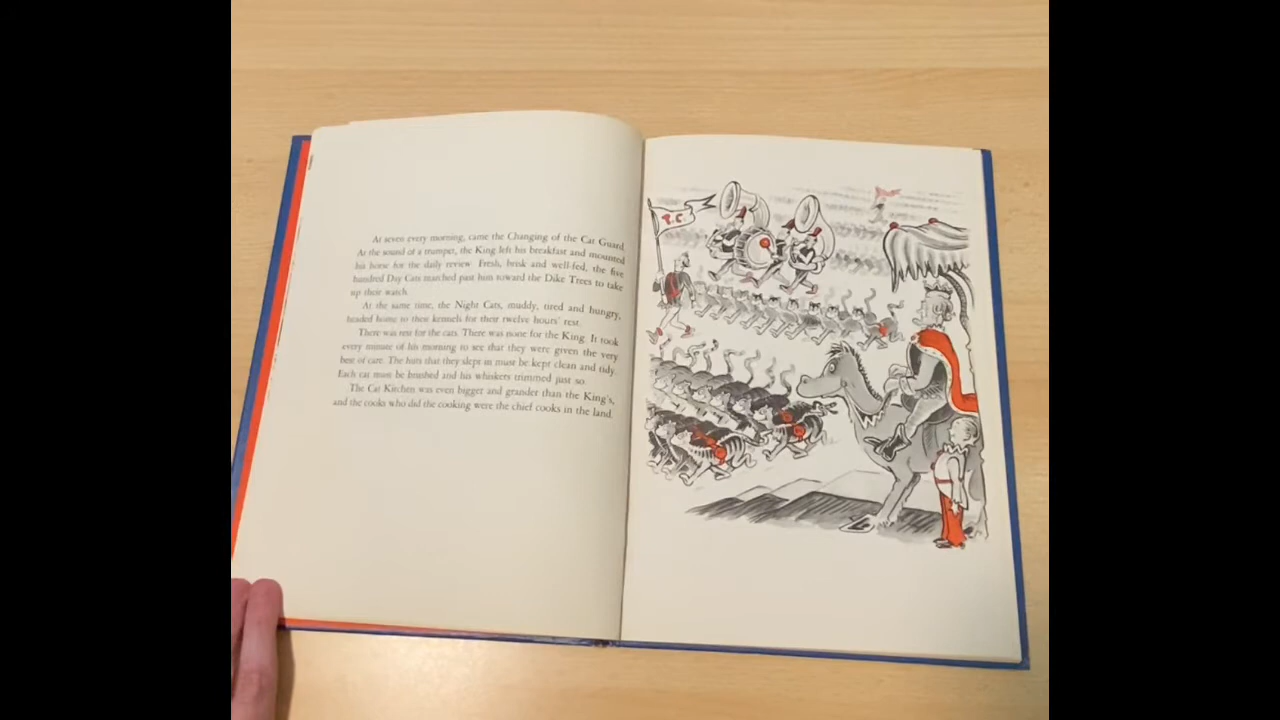 At seven every morning, came the Changing of the Cat Guard.
At the sound of a trumpet, the King left his breakfast and mounted
his horse for the daily review. Fresh, brisk and well-fed, the five
hundred Day Cats marched past him toward the Dike Trees to take
up their watch.
At the same time, the Night Cats, muddy, tired and hungry,
headed home to their kennels for their twelve hours' rest.
There was rest for the cats. There was none for the King. It took
every minute of his morning to see that they were given the very
best of care. The huts that they slept in must be kept clean and tidy.
Each cat must be brushed and his whiskers trimmed just so.
The Cat Kitchen was even bigger and grander than the King's,
and the cooks who did the cooking were the chief cooks in the land.
P.C